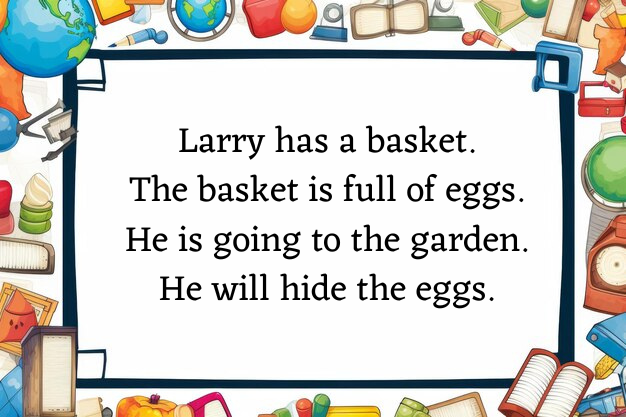 Larry has a basket.
The basket is full of eggs.
He is going to the garden.
He will hide the eggs.